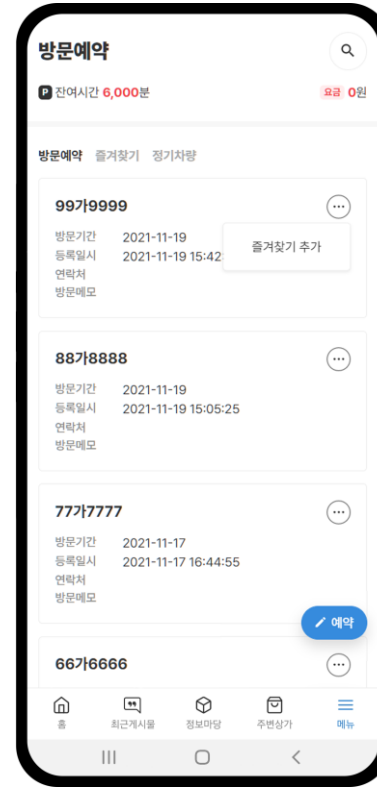 방문예약
P 잔여시간 6,000분 요금 0원
방문예약 즐겨찾기 정기차량
99가9999
방문기간 2021-11-19
등록일시 2021-11-19 15:42
즐겨찾기 추가
연락처
방문메모
88가8888
방문기간 2021-11-19
등록일시 2021-11-19 15:05:25
연락처
방문메모
77가7777
방문기간 2021-11-17
등록일시 2021-11-17 16:44:55
연락처
방문메모
예약
66가6666
홈 최근게시물 정보마당 주변상가 메뉴